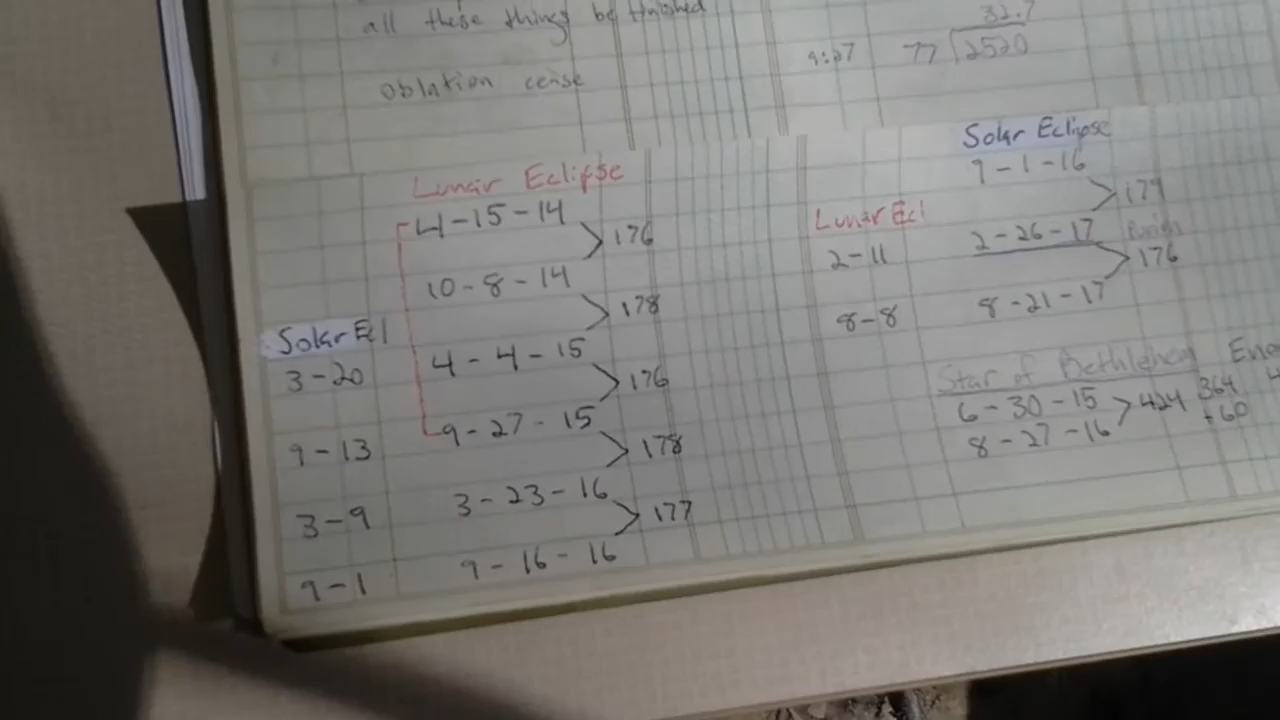 all these things be finished
oblation cease
32.7
9:27 77 2520
Lunar Eclipse
4-15-14
176
10-8-14
178
Solar Ecl
4-4-15
3-20
176
9-27-15
9-13
178
3-23-16
3-9
177
9-16-16
9-1
Solar Eclipse
9-1-16
179
Lunar Ecl
2-26-17
2-11
176
8-21-17
8-8
Star of Bethlehem
6-30-15 424 364
8-27-16 +60